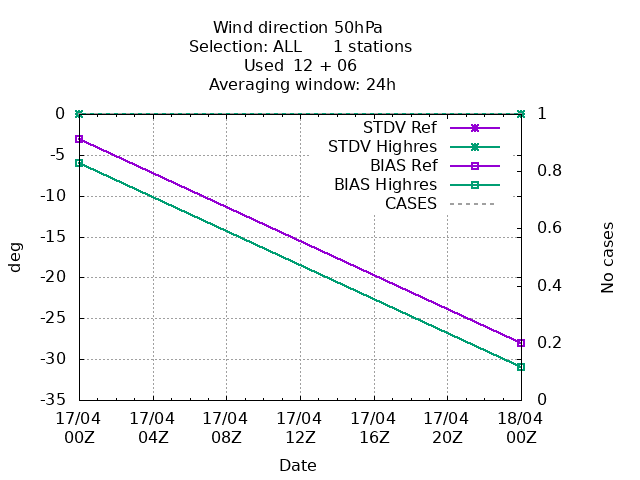 Wind direction 50hPa
Selection: ALL      1 stations
Used  12 + 06
Averaging window: 24h
0
-5
-10
-15
-20
-25
-30
-35
deg
STDV Ref
STDV Highres
BIAS Ref
BIAS Highres
CASES
1
0.8
0.6
0.4
0.2
0
No cases
17/04 17/04 17/04 17/04 17/04 17/04 18/04
00Z 04Z 08Z 12Z 16Z 20Z 00Z
Date